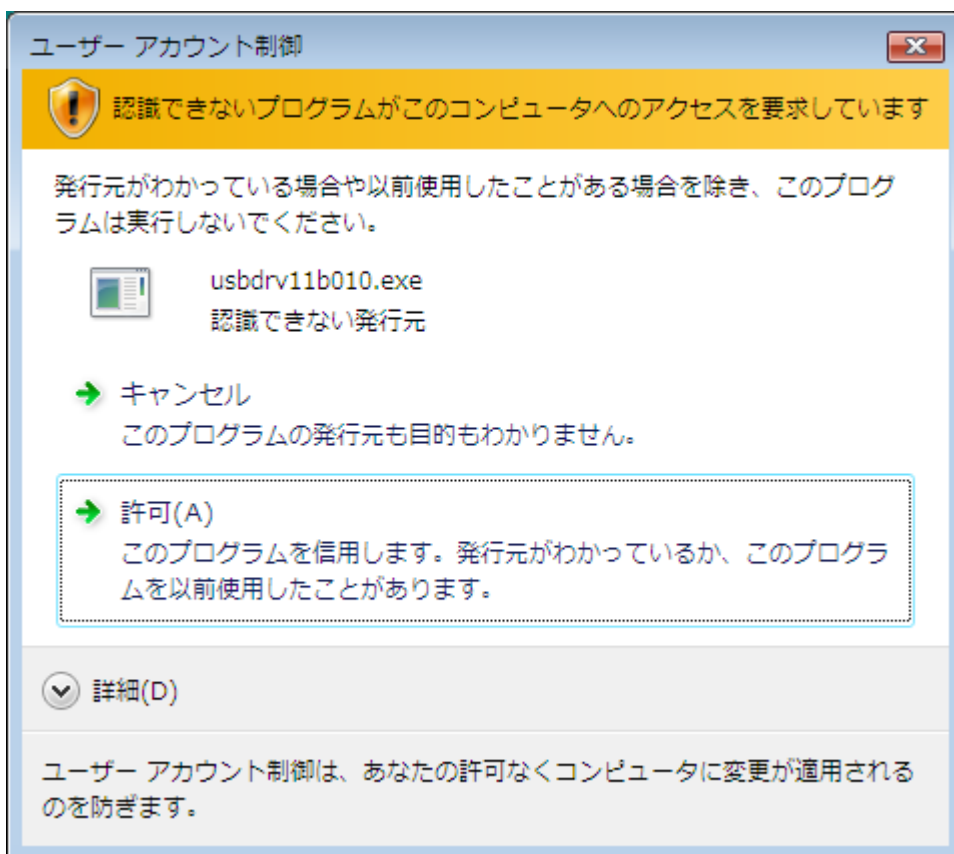 ユーザー アカウント制御
認識できないプログラムがこのコンピュータへのアクセスを要求しています
発行元がわかっている場合や以前使用したことがある場合を除き、このプログ
ラムは実行しないでください。
usbdrv11b010.exe
認識できない発行元
キャンセル
このプログラムの発行元も目的もわかりません。
許可(A)
このプログラムを信用します。発行元がわかっているか、このプログラ
ムを以前使用したことがあります。
詳細(D)
ユーザー アカウント制御は、あなたの許可なくコンピュータに変更が適用される
のを防ぎます。